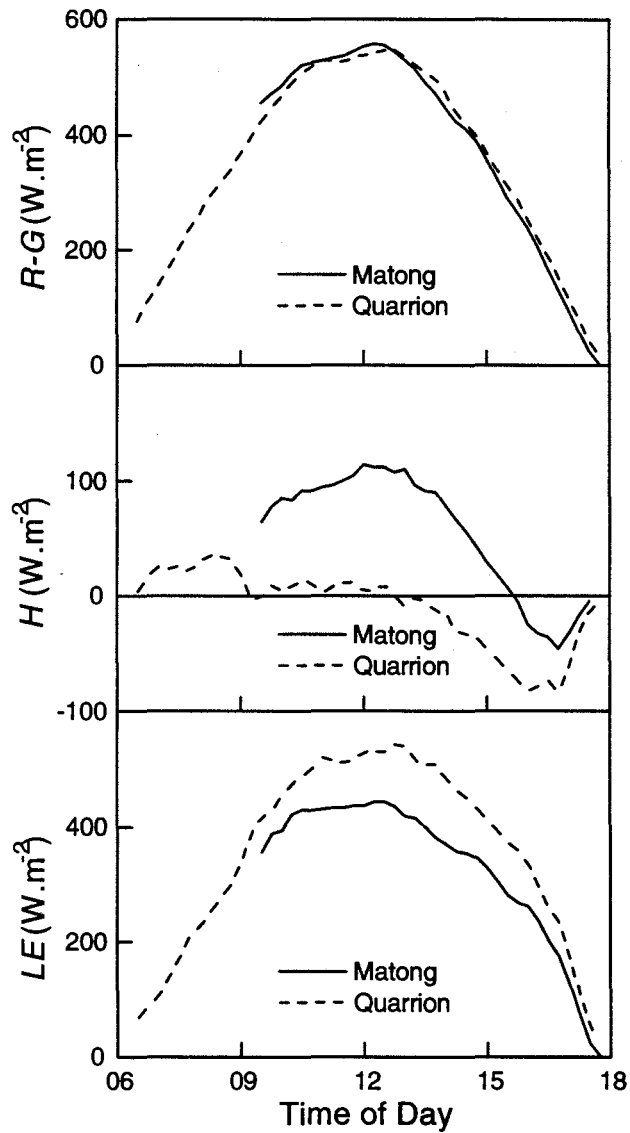 600
400
200
0
R-G (W.m-2)
Matong
Quarrion
100
0
-100
H (W.m-2)
Matong
Quarrion
400
200
0
LE (W.m-2)
Matong
Quarrion
06 09 12 15 18
Time of Day